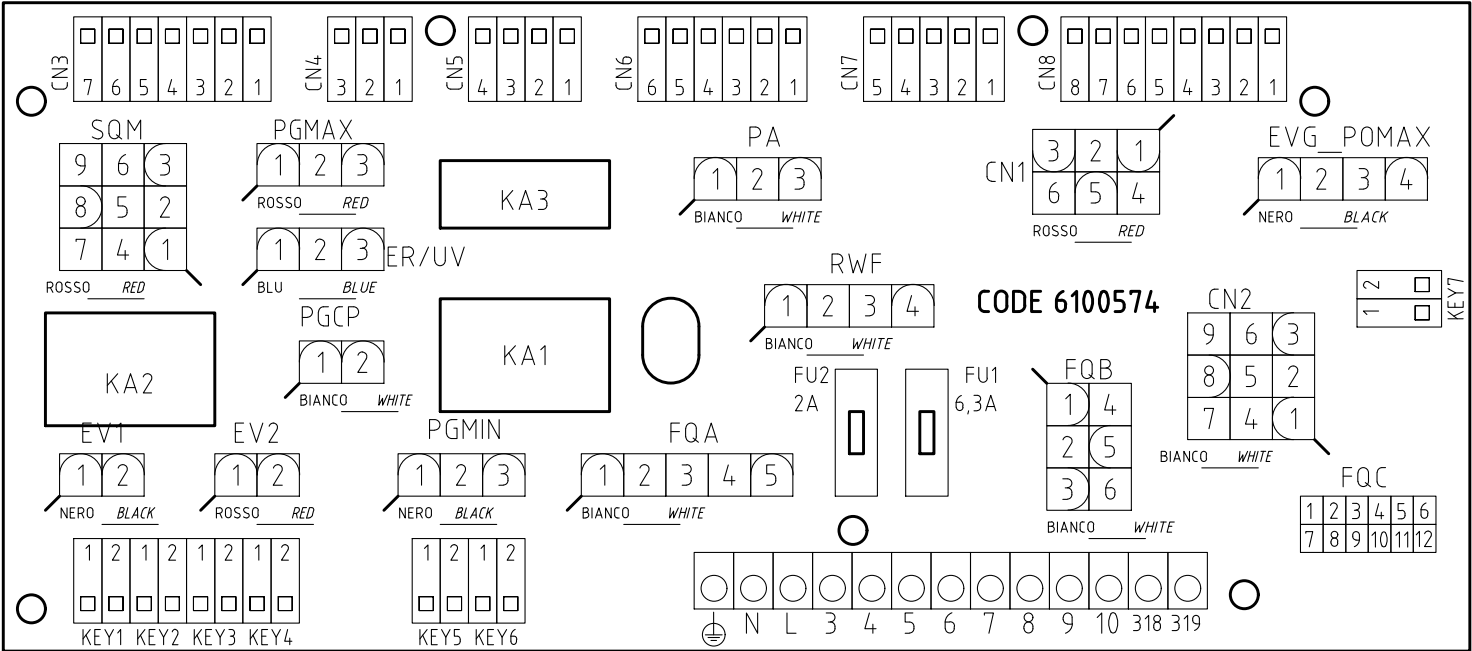 CN3 7 6 5 4 3 2 1
CN4 3 2 1
CN5 4 3 2 1
CN6 6 5 4 3 2 1
CN7 5 4 3 2 1
CN8 8 7 6 5 4 3 2 1
SQM
9 6 3
8 5 2
7 4 1
ROSSO RED
PGMAX
1 2 3
ROSSO RED
1 2 3 ER/UV
BLU BLUE
PGCP
1 2
BIANCO WHITE
KA3
KA1
KA2
PA
1 2 3
BIANCO WHITE
CN1
3 2 1
6 5 4
ROSSO RED
EVG_POMAX
1 2 3 4
NERO BLACK
RWF
1 2 3 4
BIANCO WHITE
CODE 6100574
KEY7
2
1
CN2
9 6 3
8 5 2
7 4 1
BIANCO WHITE
FU2
2A
FU1
6,3A
FQB
1 4
2 5
3 6
BIANCO WHITE
FQC
1 2 3 4 5 6
7 8 9 10 11 12
EV1
1 2
NERO BLACK
EV2
1 2
ROSSO RED
PGMIN
1 2 3
NERO BLACK
FQA
1 2 3 4 5
BIANCO WHITE
1 2 1 2 1 2 1 2
KEY1 KEY2 KEY3 KEY4
1 2 1 2
KEY5 KEY6
N L 3 4 5 6 7 8 9 10 318 319